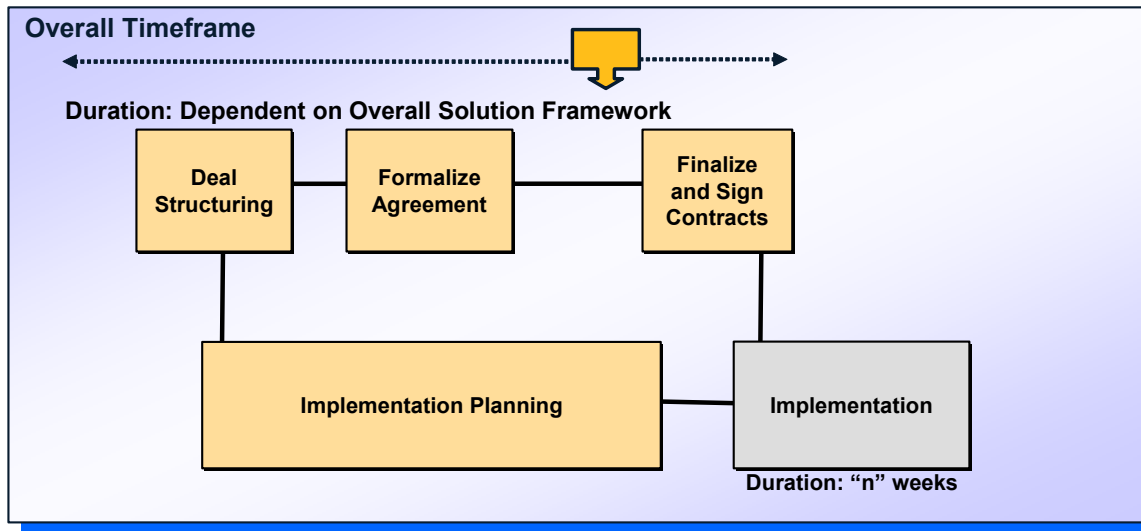 Overall Timeframe
Duration: Dependent on Overall Solution Framework
Deal
Structuring
Formalize
Agreement
Finalize
and Sign
Contracts
Implementation Planning
Implementation
Duration: “n” weeks